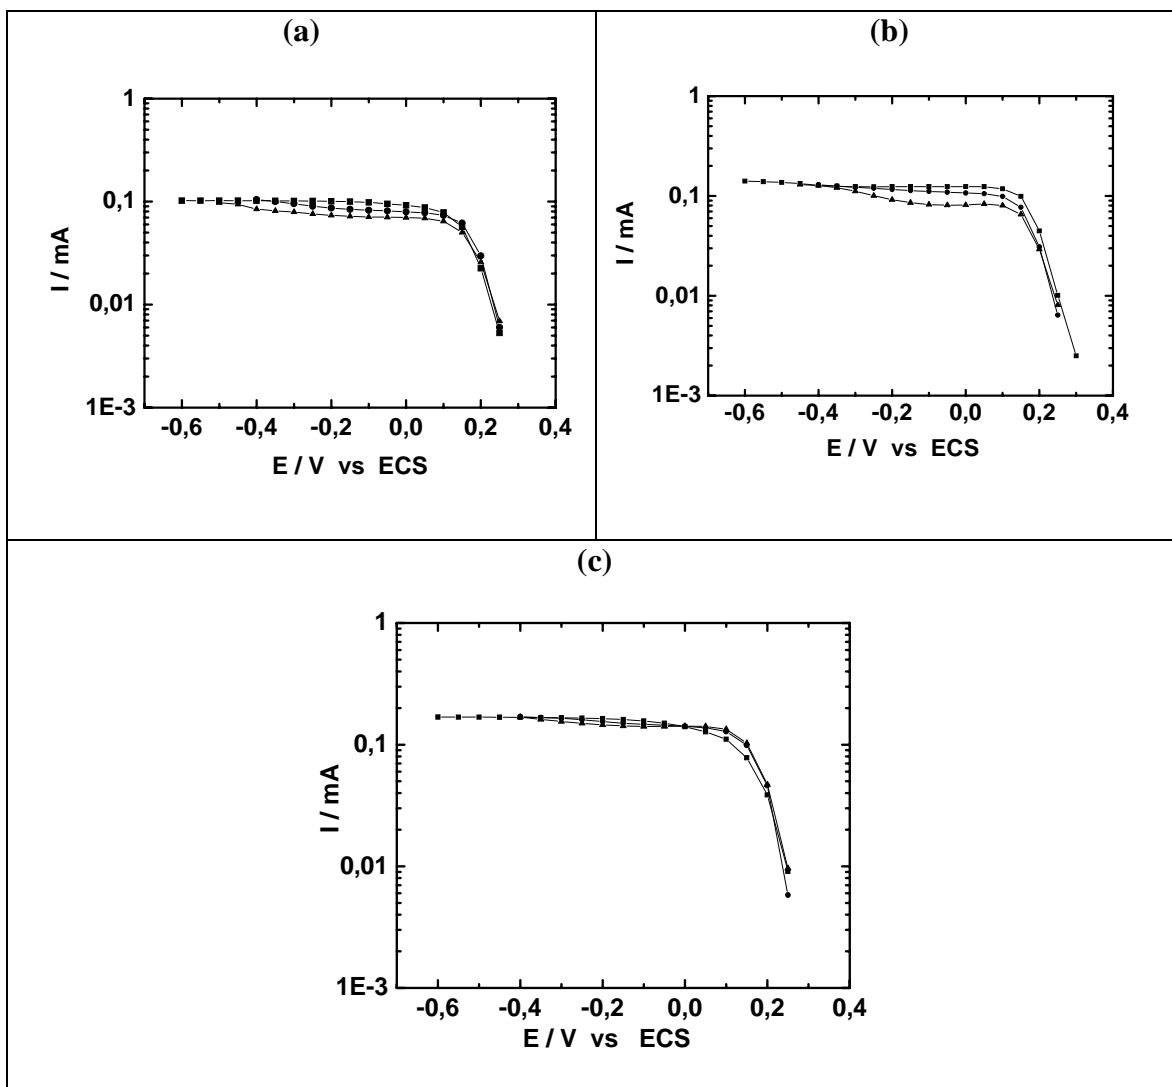 (a)
1
0,1
0,01
1E-3
I / mA
-0,6 -0,4 -0,2 0,0 0,2 0,4
E / V vs ECS
(b)
1
0,1
0,01
1E-3
I / mA
-0,6 -0,4 -0,2 0,0 0,2 0,4
E / V vs ECS
(c)
1
0,1
0,01
1E-3
I / mA
-0,6 -0,4 -0,2 0,0 0,2 0,4
E / V vs ECS